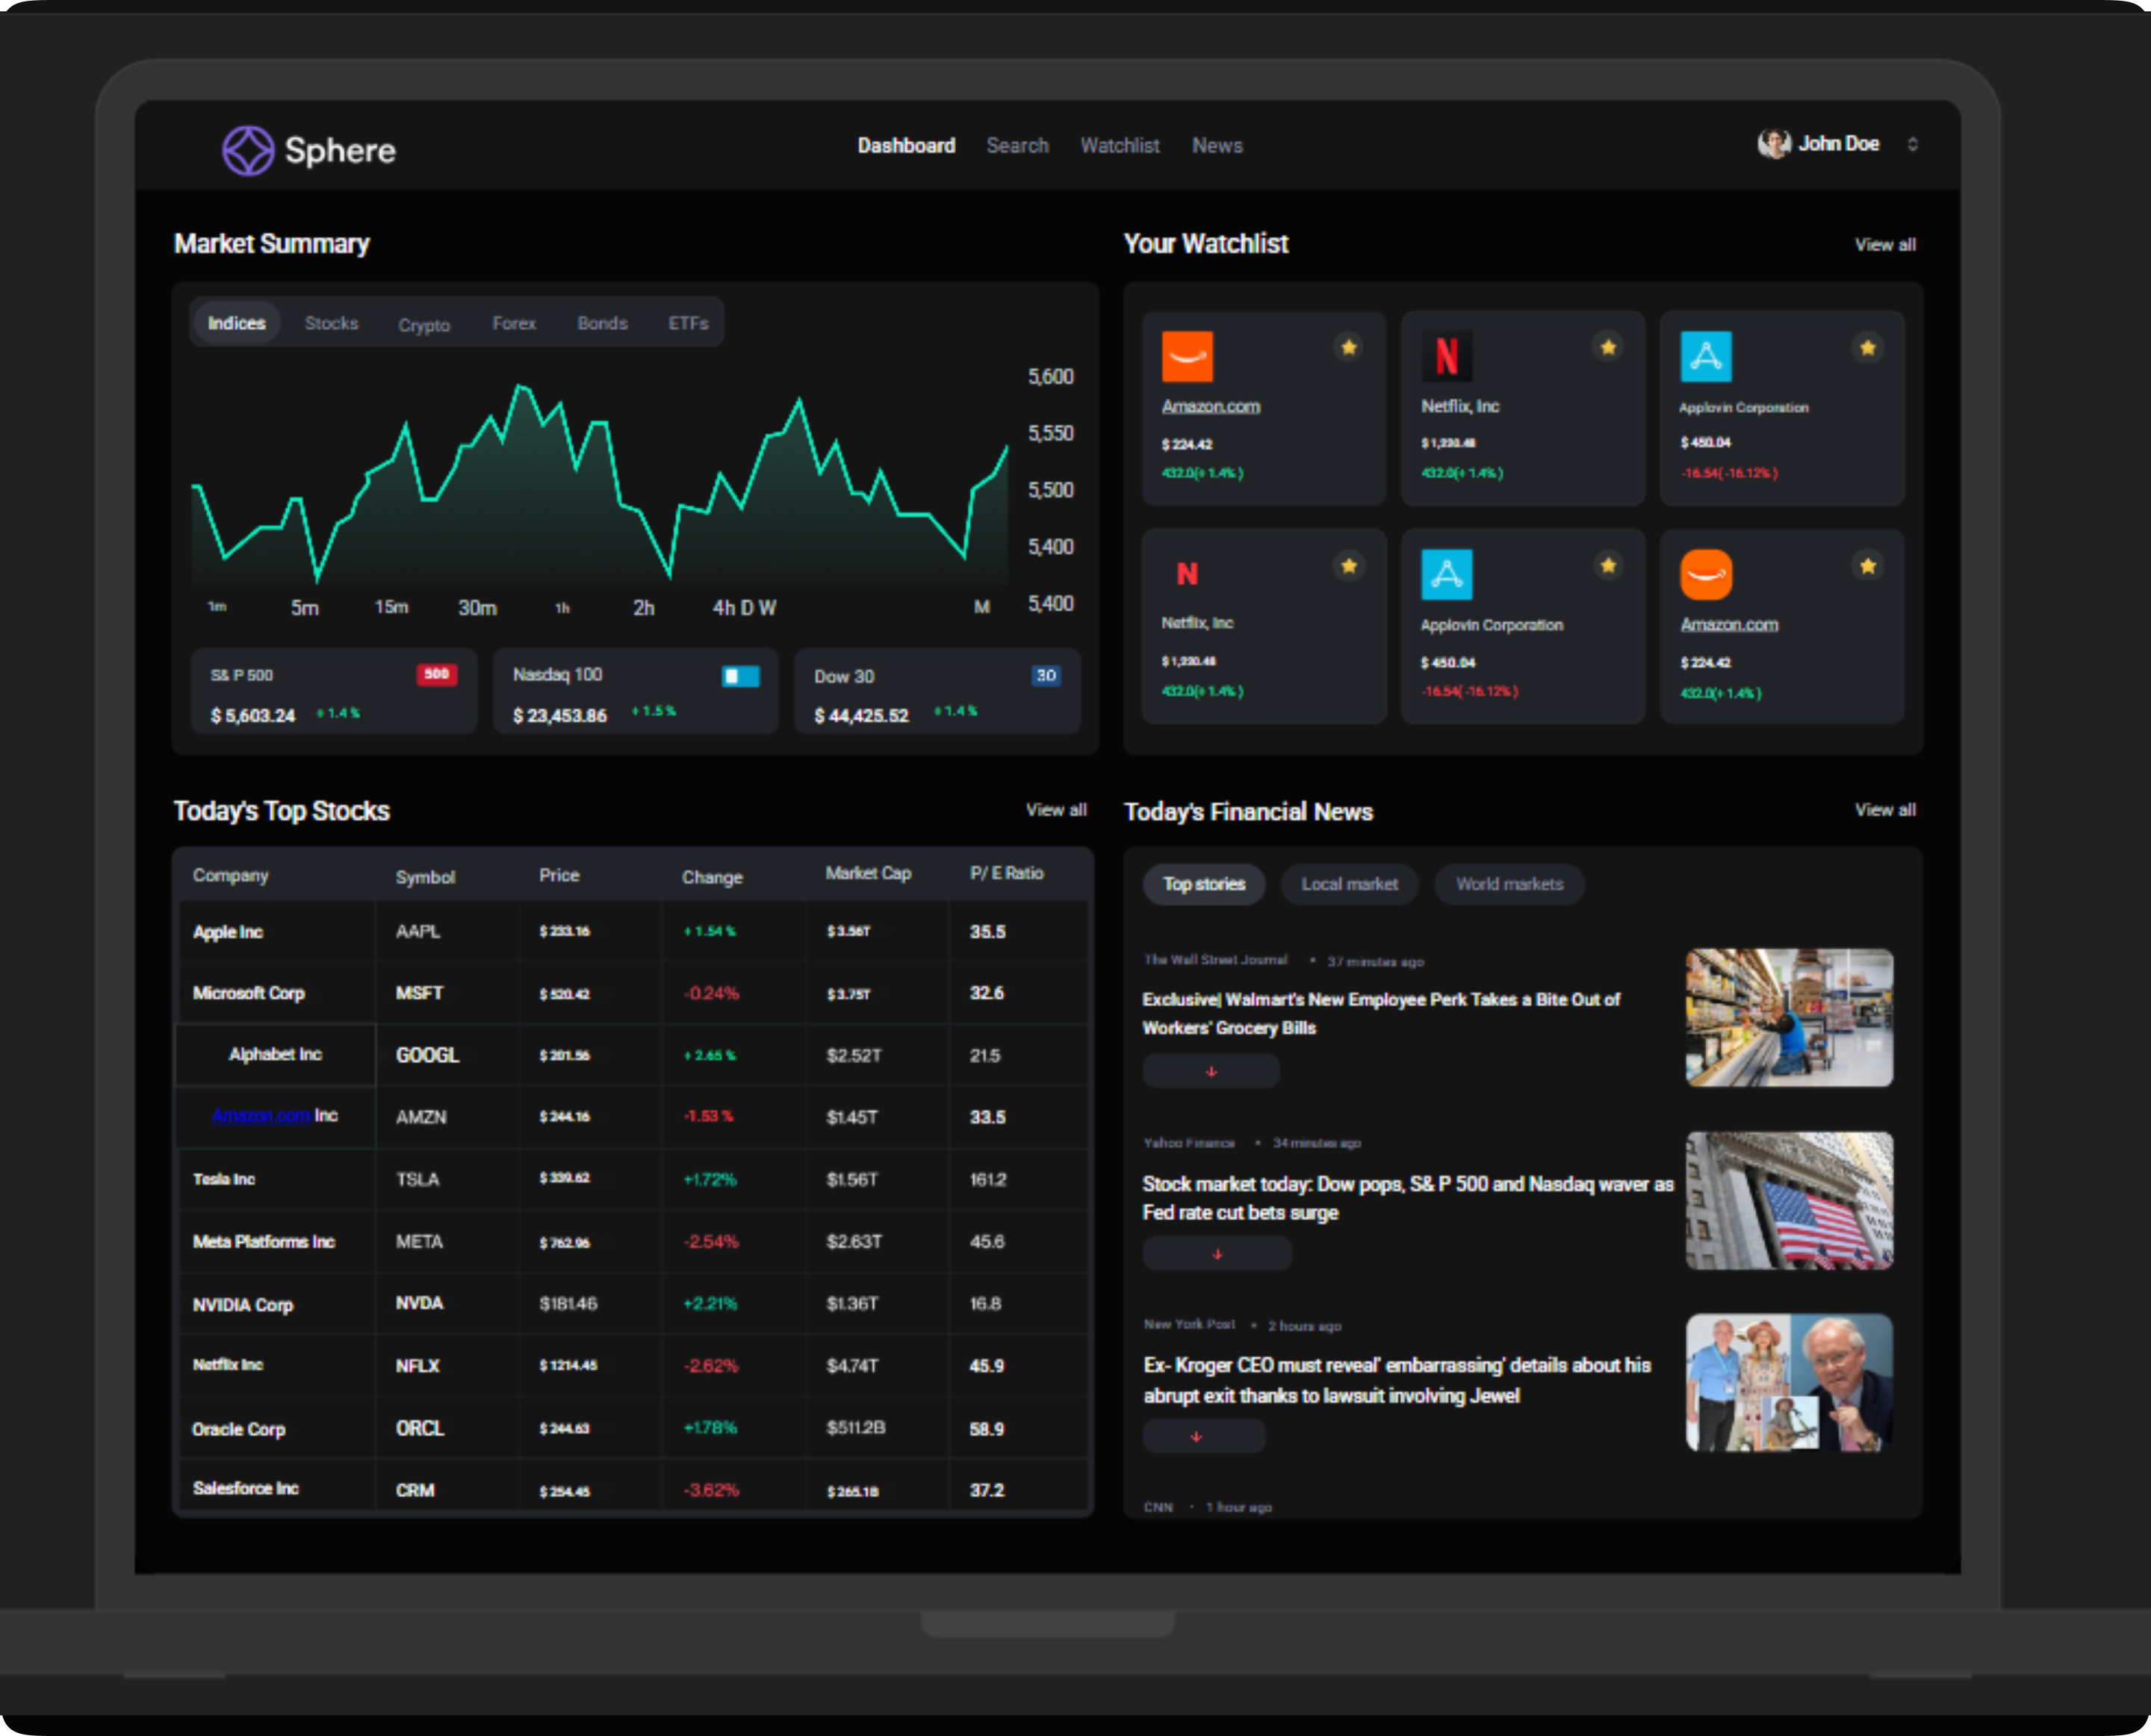 Sphere
Dashboard Search Watchlist News
John Doe
Market Summary
Indices Stocks Crypto Forex Bonds ETFs
5,600
5,550
5,500
5,400
5,400
1m 5m 15m 30m 1h 2h 4h D W M
S& P 500 500
$ 5,603.24 + 1.4 %
Nasdaq 100
$ 23,453.86 + 1.5 %
Dow 30 30
$ 44,425.52 + 1.4 %
Your Watchlist View all
Amazon.com
$ 224.42
432.0(+ 1.4% )
Netflix, Inc
$ 1,230.48
432.0(+ 1.4% )
Applovin Corporation
$ 450.04
-16.54( -16.12% )
Netflix, Inc
$ 1,230.48
432.0(+ 1.4% )
Applovin Corporation
$ 450.04
-16.54( -16.12% )
Amazon.com
$ 224.42
432.0(+ 1.4% )
Today's Top Stocks View all
Company Symbol Price Change Market Cap P/ E Ratio
Apple Inc AAPL $ 233.16 + 1.54 % $ 3.56T 35.5
Microsoft Corp MSFT $ 520.42 -0.24% $ 3.75T 32.6
Alphabet Inc GOOGL $ 201.56 + 2.65 % $2.52T 21.5
Amazon.com Inc AMZN $ 244.16 -1.53 % $1.45T 33.5
Tesla Inc TSLA $ 339.62 +1.72% $1.56T 161.2
Meta Platforms Inc META $ 762.96 -2.54% $2.63T 45.6
NVIDIA Corp NVDA $181.46 +2.21% $1.36T 16.8
Netflix Inc NFLX $ 1214.45 -2.62% $4.74T 45.9
Oracle Corp ORCL $ 244.63 +1.78% $511.2B 58.9
Salesforce Inc CRM $ 254.45 -3.62% $ 265.1B 37.2
Today's Financial News View all
Top stories Local market World markets
The Wall Street Journal • 37 minutes ago
Exclusive| Walmart's New Employee Perk Takes a Bite Out of
Workers' Grocery Bills
Yahoo Finance • 34 minutes ago
Stock market today: Dow pops, S& P 500 and Nasdaq waver as
Fed rate cut bets surge
New York Post • 2 hours ago
Ex- Kroger CEO must reveal' embarrassing' details about his
abrupt exit thanks to lawsuit involving Jewel
CNN • 1 hour ago